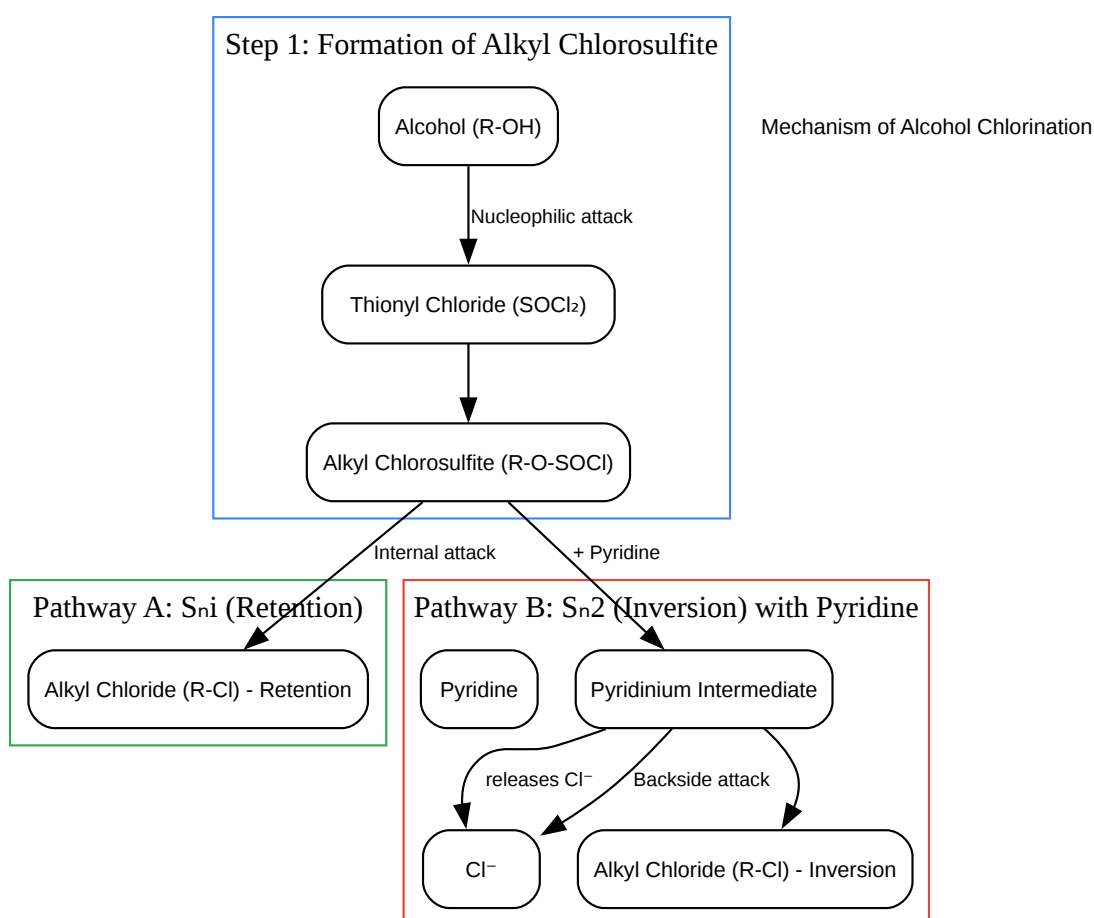 Step 1: Formation of Alkyl Chlorosulfite
Alcohol (R-OH)
Mechanism of Alcohol Chlorination
Nucleophilic attack
Thionyl Chloride (SOCl₂)
Alkyl Chlorosulfite (R-O-SOCl)
Internal attack
+ Pyridine
Pathway A: Sₙi (Retention)
Pathway B: Sₙ2 (Inversion) with Pyridine
Alkyl Chloride (R-Cl) - Retention
Pyridine
Pyridinium Intermediate
releases Cl⁻
Backside attack
Cl⁻
Alkyl Chloride (R-Cl) - Inversion